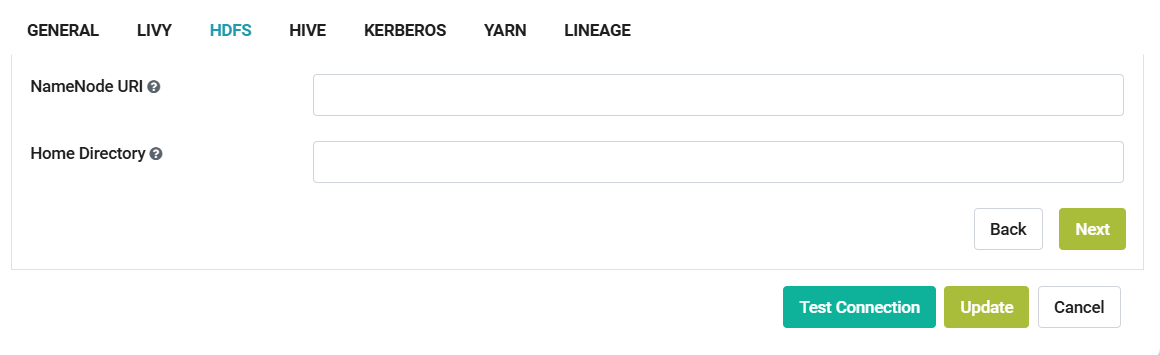 GENERAL LIVY HDFS HIVE KERBEROS YARN LINEAGE
NameNode URI ?
Home Directory ?
Back Next
Test Connection Update Cancel